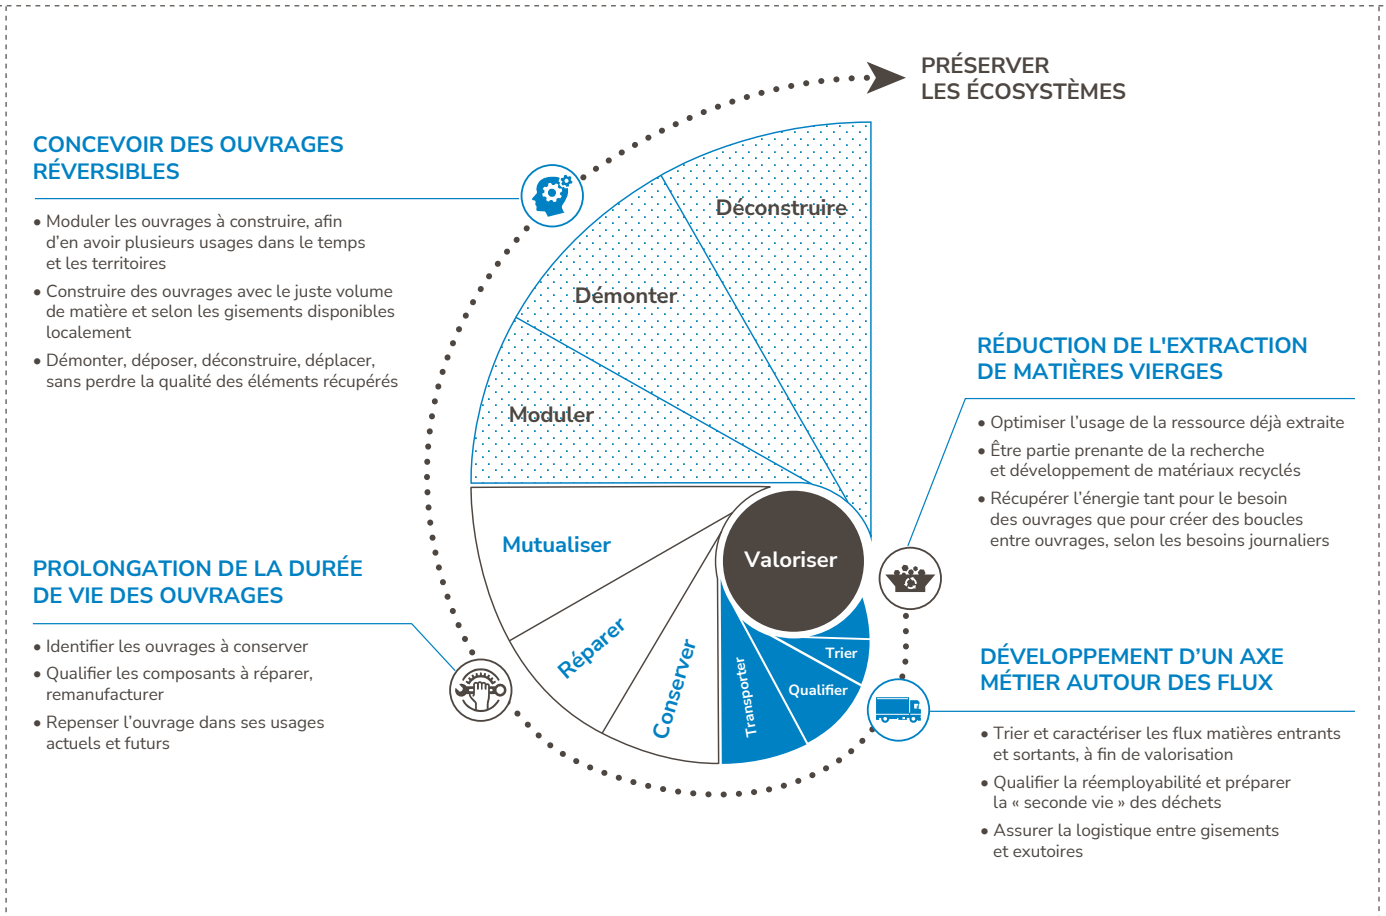 PRÉSERVER
LES ÉCOSYSTÈMES
CONCEVOIR DES OUVRAGES
RÉVERSIBLES
• Moduler les ouvrages à construire, afin
d'en avoir plusieurs usages dans le temps
et les territoires
• Construire des ouvrages avec le juste volume
de matière et selon les gisements disponibles
localement
• Démonter, déposer, déconstruire, déplacer,
sans perdre la qualité des éléments récupérés
Déconstruire
Démonter
Moduler
Mutualiser
Réparer
Conserver
Transporter
Qualifier
Trier
Valoriser
RÉDUCTION DE L'EXTRACTION
DE MATIÈRES VIERGES
• Optimiser l’usage de la ressource déjà extraite
• Être partie prenante de la recherche
et développement de matériaux recyclés
• Récupérer l’énergie tant pour le besoin
des ouvrages que pour créer des boucles
entre ouvrages, selon les besoins journaliers
PROLONGATION DE LA DURÉE
DE VIE DES OUVRAGES
• Identifier les ouvrages à conserver
• Qualifier les composants à réparer,
remanufacturer
• Repenser l’ouvrage dans ses usages
actuels et futurs
DÉVELOPPEMENT D’UN AXE
MÉTIER AUTOUR DES FLUX
• Trier et caractériser les flux matières entrants
et sortants, à fin de valorisation
• Qualifier la réemployabilité et préparer
la « seconde vie » des déchets
• Assurer la logistique entre gisements
et exutoires